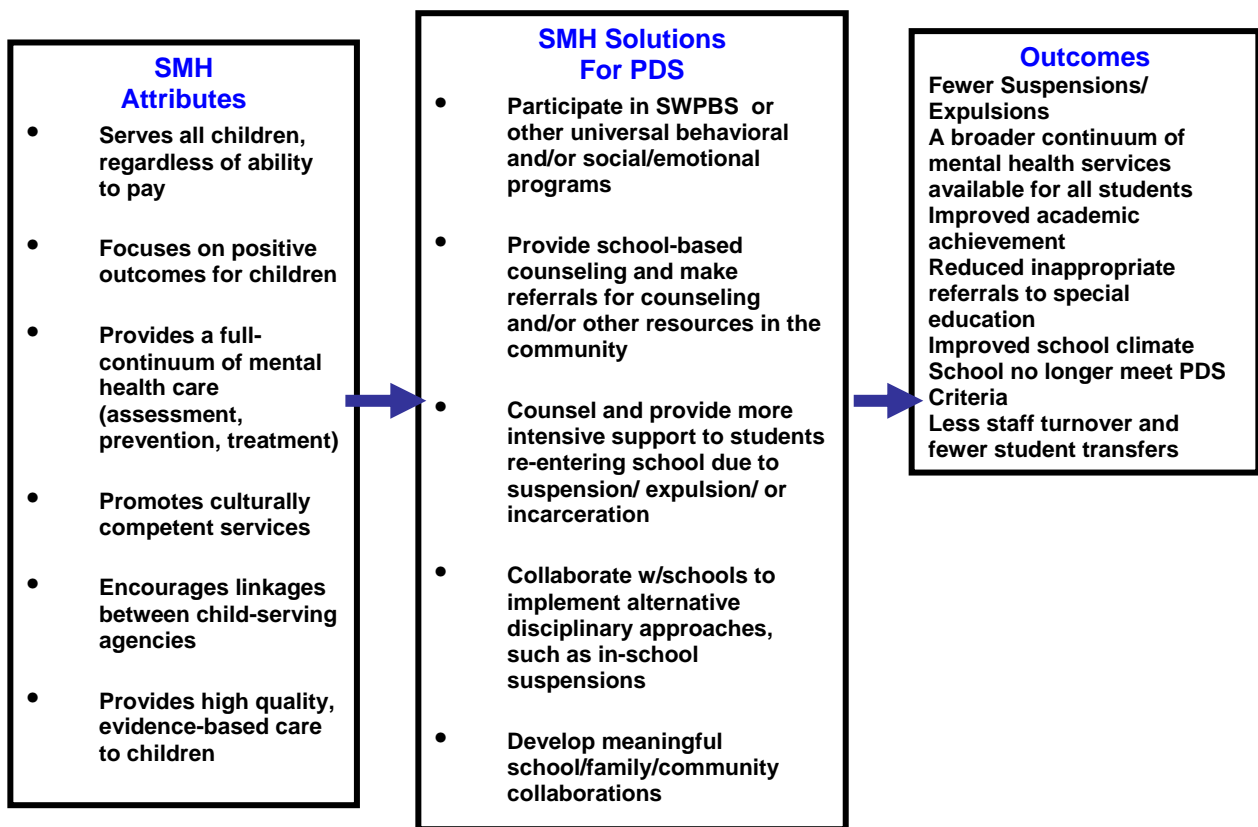 SMH
Attributes
• Serves all children,
regardless of ability
to pay
• Focuses on positive
outcomes for children
• Provides a full-
continuum of mental
health care
(assessment,
prevention, treatment)
• Promotes culturally
competent services
• Encourages linkages
between child-serving
agencies
• Provides high quality,
evidence-based care
to children
SMH Solutions
For PDS
• Participate in SWPBS or
other universal behavioral
and/or social/emotional
programs
• Provide school-based
counseling and make
referrals for counseling
and/or other resources in the
community
• Counsel and provide more
intensive support to students
re-entering school due to
suspension/ expulsion/ or
incarceration
• Collaborate w/schools to
implement alternative
disciplinary approaches,
such as in-school
suspensions
• Develop meaningful
school/family/community
collaborations
Outcomes
Fewer Suspensions/
Expulsions
A broader continuum of
mental health services
available for all students
Improved academic
achievement
Reduced inappropriate
referrals to special
education
Improved school climate
School no longer meet PDS
Criteria
Less staff turnover and
fewer student transfers